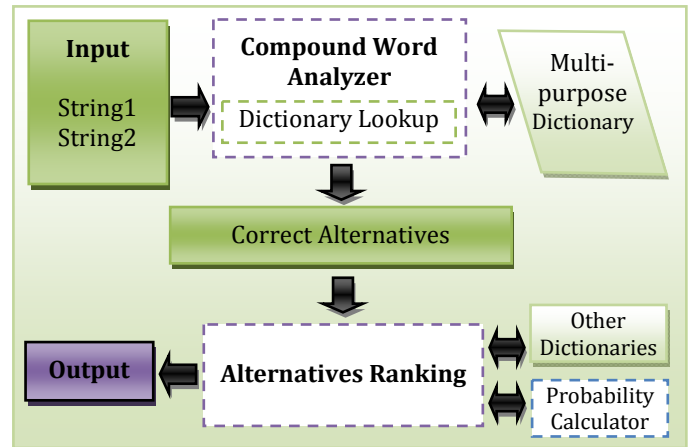 Input
String1
String2
Compound Word
Analyzer
Dictionary Lookup
Multi-
purpose
Dictionary
Correct Alternatives
Output
Alternatives Ranking
Other
Dictionaries
Probability
Calculator